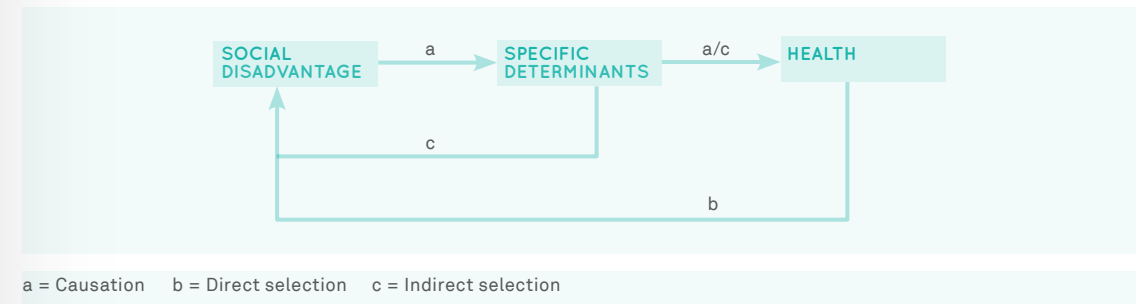 SOCIAL
DISADVANTAGE
a
SPECIFIC
DETERMINANTS
a/c
HEALTH
c
b
a = Causation b = Direct selection c = Indirect selection